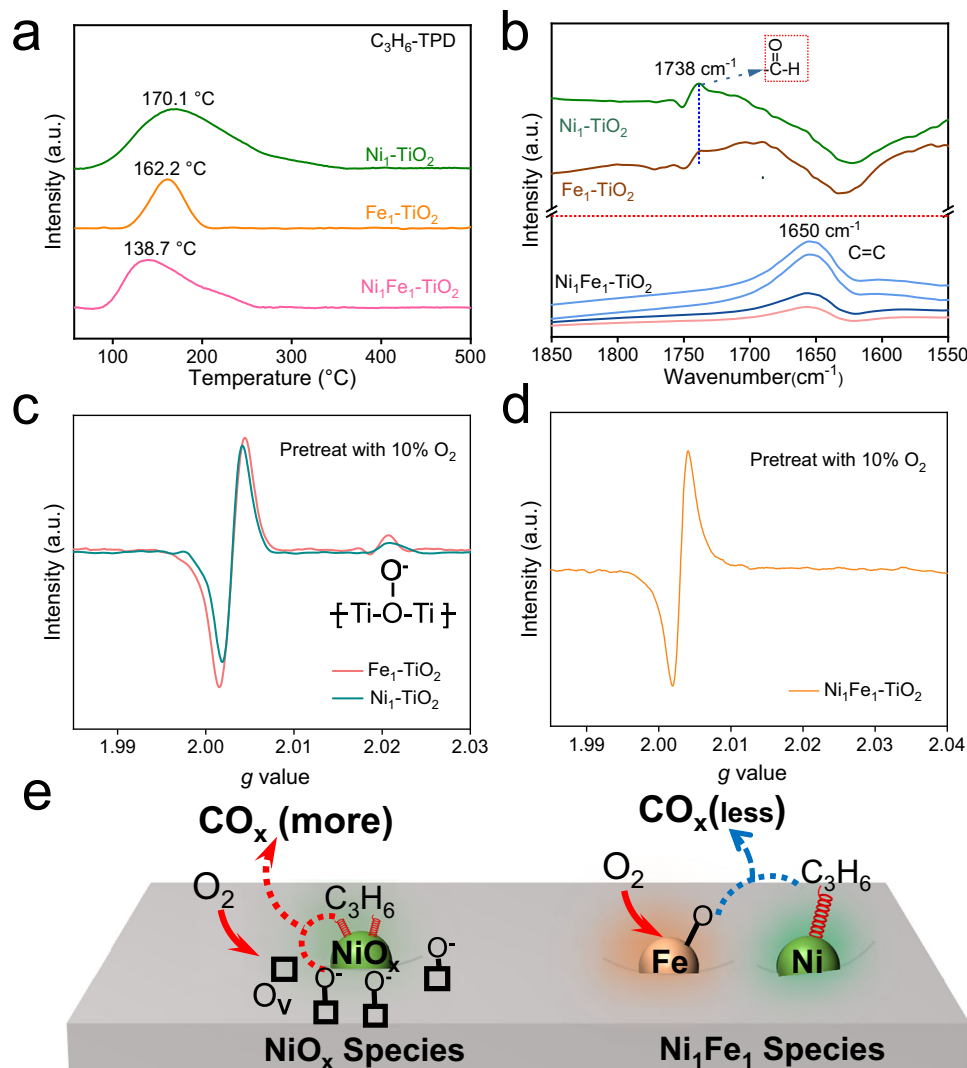 a
C₃H₆-TPD
170.1 °C
Ni₁-TiO₂
162.2 °C
Fe₁-TiO₂
138.7 °C
Ni₁Fe₁-TiO₂
Intensity (a.u.)
100 200 300 400 500
Temperature (°C)
b
O
-C-H
1738 cm⁻¹
Ni₁-TiO₂
Fe₁-TiO₂
1650 cm⁻¹
C=C
Ni₁Fe₁-TiO₂
Intensity (a.u.)
1850 1800 1750 1700 1650 1600 1550
Wavenumber(cm⁻¹)
c
Pretreat with 10% O₂
O⁻
Ti-O-Ti
Fe₁-TiO₂
Ni₁-TiO₂
Intensity (a.u.)
1.99 2.00 2.01 2.02 2.03
g value
d
Pretreat with 10% O₂
Ni₁Fe₁-TiO₂
Intensity (a.u.)
1.99 2.00 2.01 2.02 2.03 2.04
g value
e
COₓ (more)
O₂
C₃H₆
NiOₓ
O⁻
O⁻
O⁻
Oᵥ
NiOₓ Species
COₓ(less)
O₂
O
C₃H₆
Fe
Ni
Ni₁Fe₁ Species